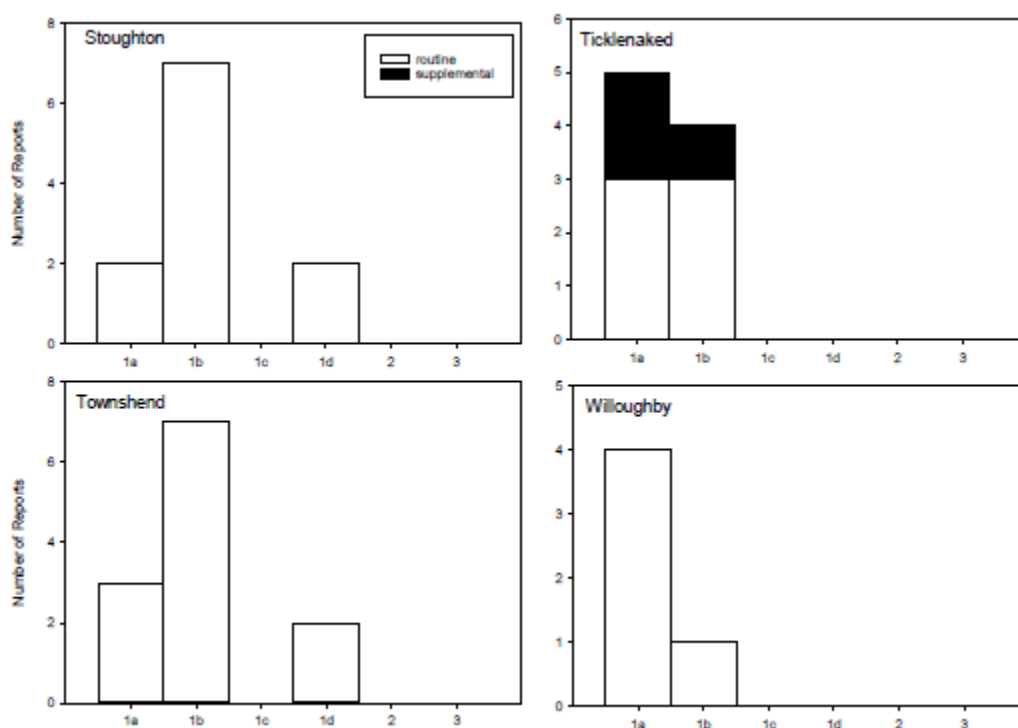 Stoughton
routine
supplemental
Number of Reports
8
6
4
2
0
1a 1b 1c 1d 2 3
Ticklenaked
6
5
4
3
2
1
0
1a 1b 1c 1d 2 3
Townshend
Number of Reports
8
6
4
2
0
1a 1b 1c 1d 2 3
Willoughby
5
4
3
2
1
0
1a 1b 1c 1d 2 3